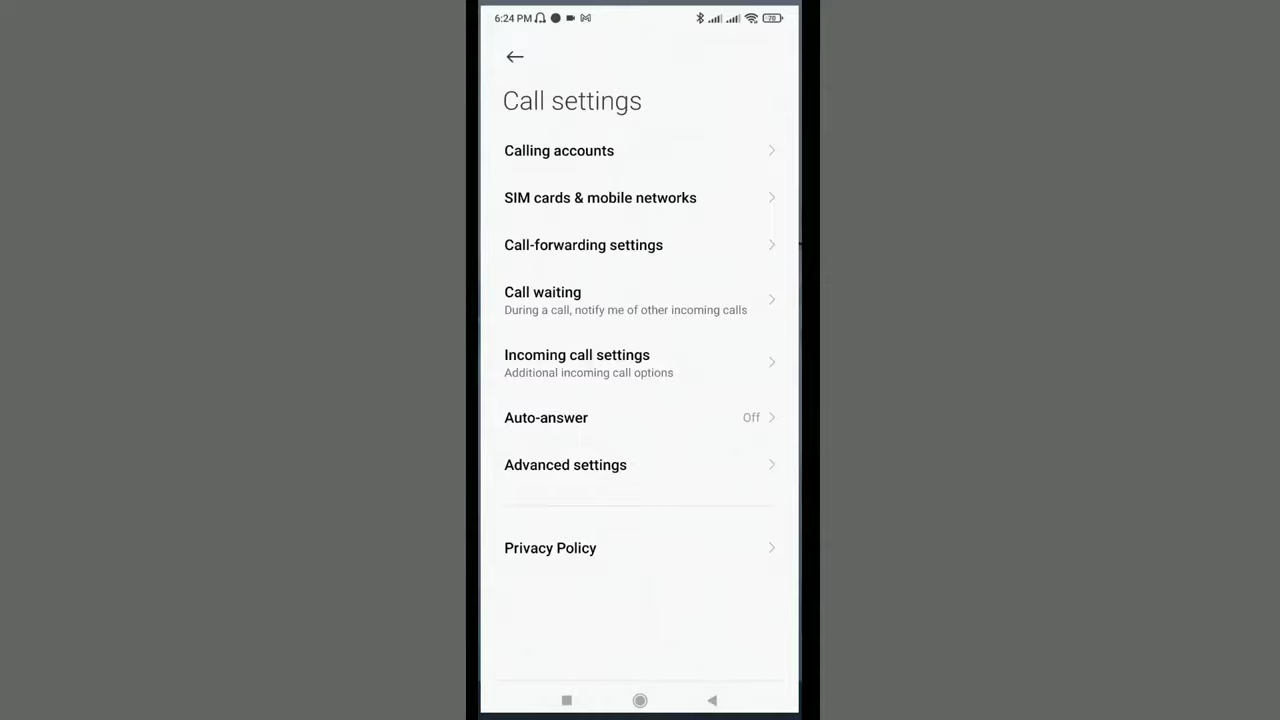 6:24 PM
70
Call settings
Calling accounts
SIM cards & mobile networks
Call-forwarding settings
Call waiting
During a call, notify me of other incoming calls
Incoming call settings
Additional incoming call options
Auto-answer Off
Advanced settings
Privacy Policy